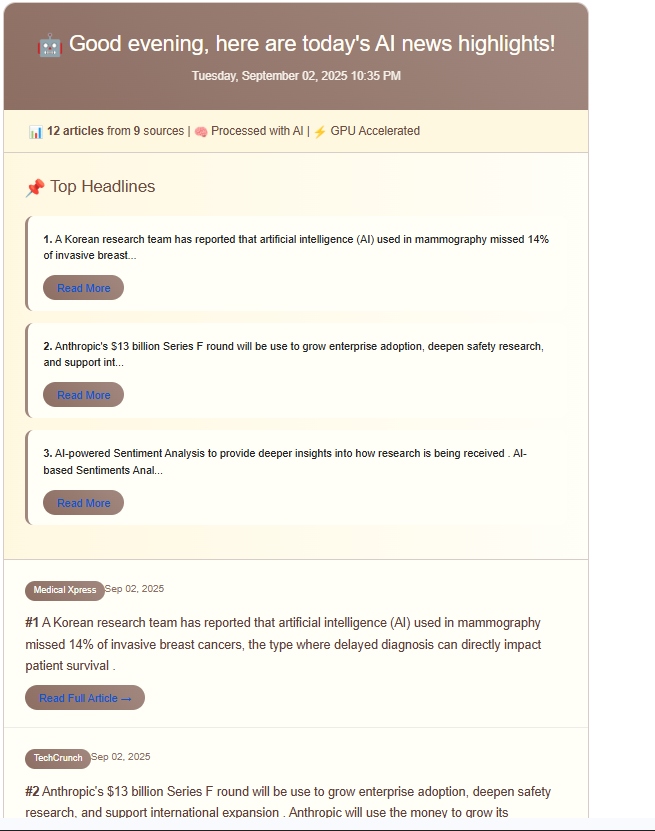 🤖 Good evening, here are today's AI news highlights!
Tuesday, September 02, 2025 10:35 PM
📊 12 articles from 9 sources | 🧠 Processed with AI | ⚡ GPU Accelerated
📌 Top Headlines
1. A Korean research team has reported that artificial intelligence (AI) used in mammography missed 14%
of invasive breast...
Read More
2. Anthropic's $13 billion Series F round will be use to grow enterprise adoption, deepen safety research,
and support int...
Read More
3. AI-powered Sentiment Analysis to provide deeper insights into how research is being received . AI-
based Sentiments Anal...
Read More
Medical Xpress Sep 02, 2025
#1 A Korean research team has reported that artificial intelligence (AI) used in mammography
missed 14% of invasive breast cancers, the type where delayed diagnosis can directly impact
patient survival .
Read Full Article →
TechCrunch Sep 02, 2025
#2 Anthropic's $13 billion Series F round will be use to grow enterprise adoption, deepen safety
research, and support international expansion . Anthropic will use the money to grow its